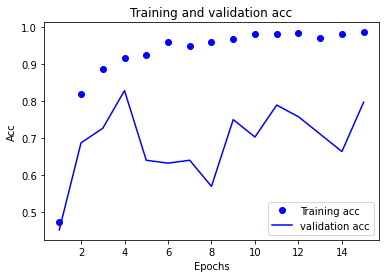 Training and validation acc
Acc
1.0
0.9
0.8
0.7
0.6
0.5
2 4 6 8 10 12 14
Epochs
Training acc
validation acc